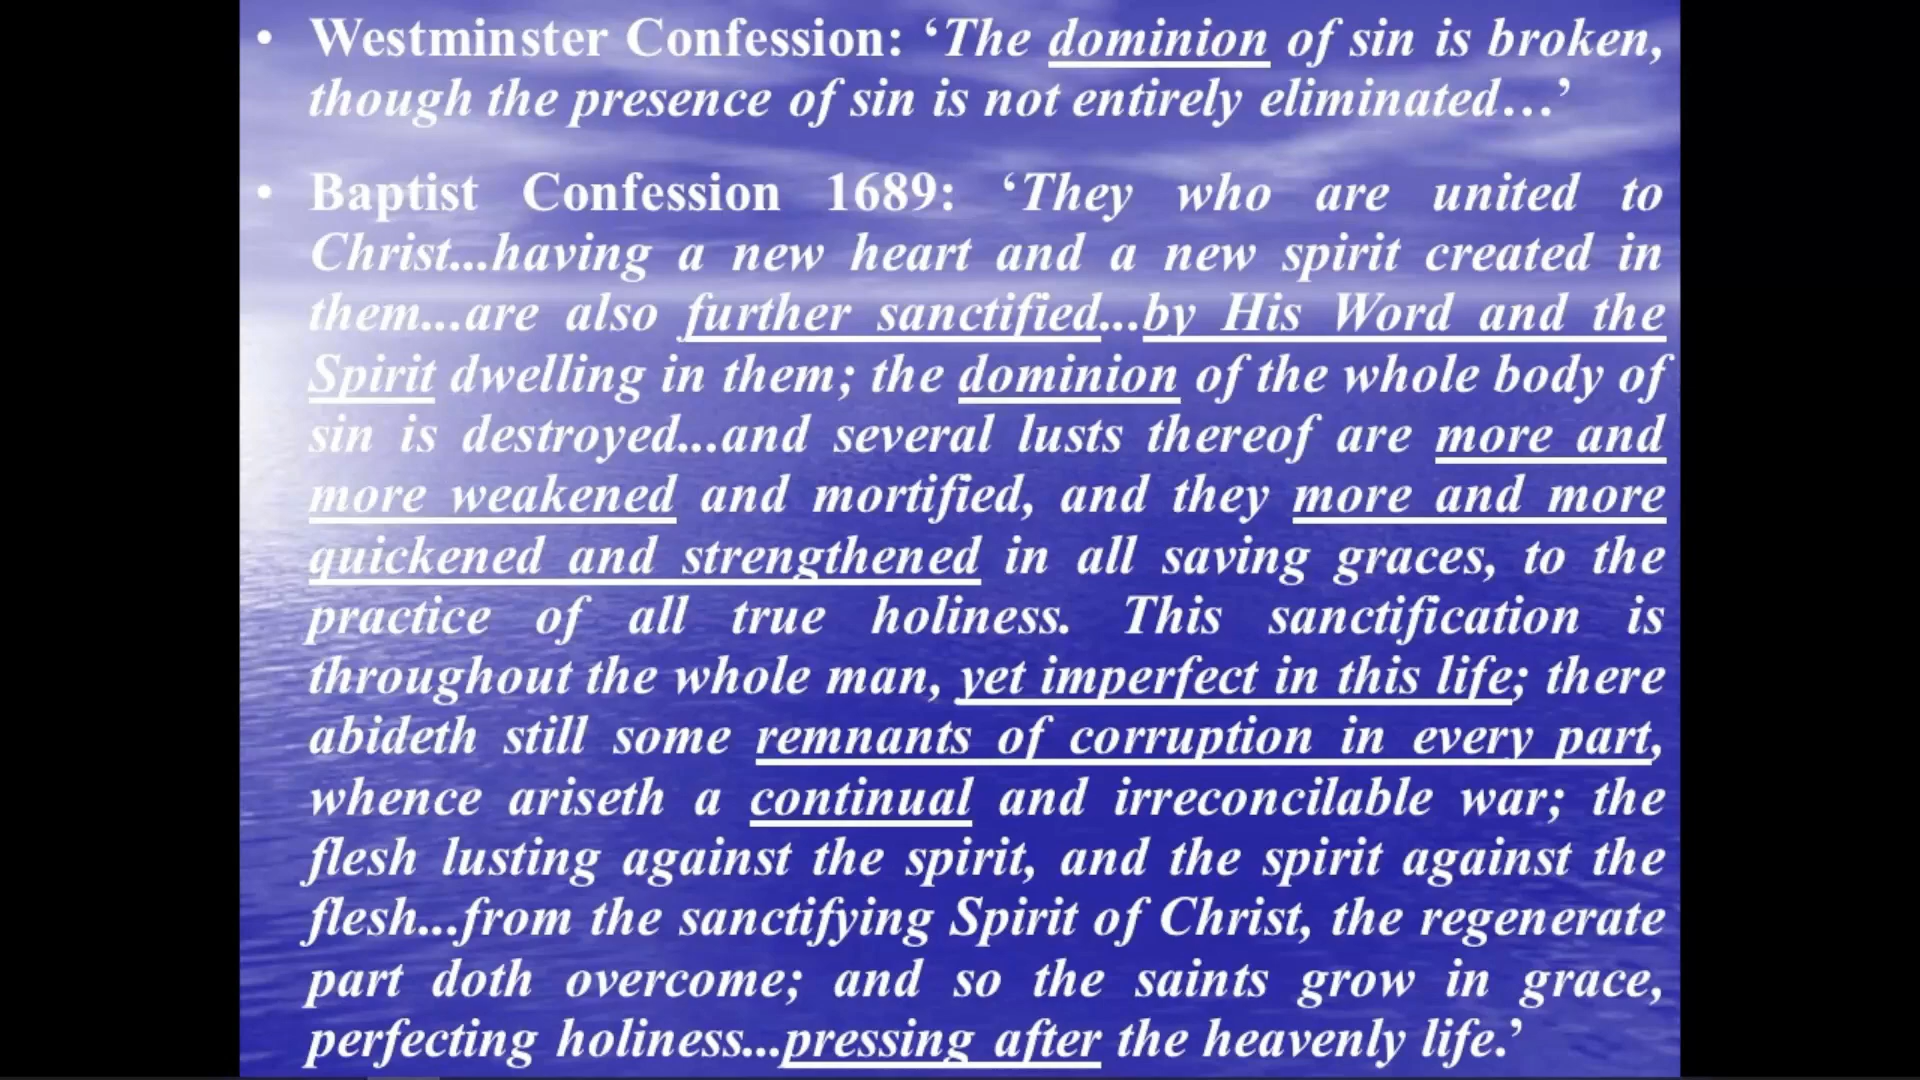 • Westminster Confession: ‘The dominion of sin is broken,
though the presence of sin is not entirely eliminated…’
• Baptist Confession 1689: ‘They who are united to
Christ...having a new heart and a new spirit created in
them...are also further sanctified...by His Word and the
Spirit dwelling in them; the dominion of the whole body of
sin is destroyed...and several lusts thereof are more and
more weakened and mortified, and they more and more
quickened and strengthened in all saving graces, to the
practice of all true holiness. This sanctification is
throughout the whole man, yet imperfect in this life; there
abideth still some remnants of corruption in every part,
whence ariseth a continual and irreconcilable war; the
flesh lusting against the spirit, and the spirit against the
flesh...from the sanctifying Spirit of Christ, the regenerate
part doth overcome; and so the saints grow in grace,
perfecting holiness...pressing after the heavenly life.’